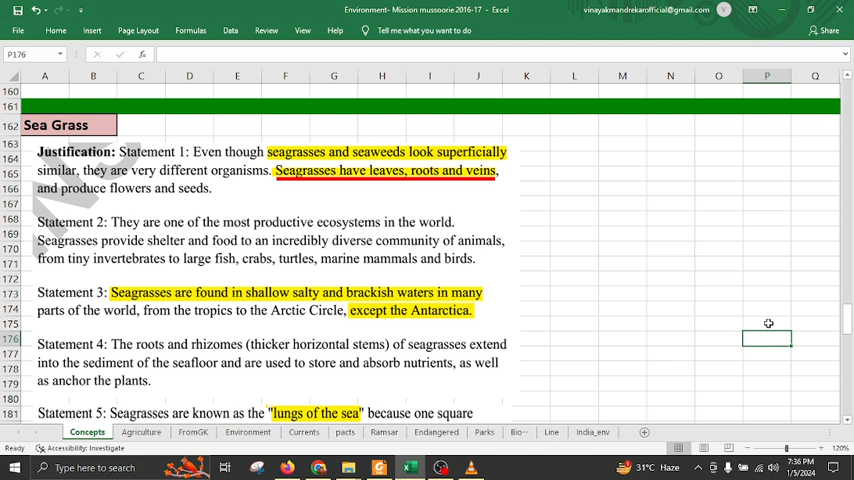 Environment- Mission mussoorie 2016-17 - Excel
vinayakmandrekarofficial@gmail.com
V
File Home Insert Page Layout Formulas Data Review View Help Tell me what you want to do Share
P176
fx
A B C D E F G H I J K L M N O P Q
160
161
162 Sea Grass
163 Justification: Statement 1: Even though seagrasses and seaweeds look superficially
164
165 similar, they are very different organisms. Seagrasses have leaves, roots and veins,
166 and produce flowers and seeds.
167
168 Statement 2: They are one of the most productive ecosystems in the world.
169
170 Seagrasses provide shelter and food to an incredibly diverse community of animals,
171 from tiny invertebrates to large fish, crabs, turtles, marine mammals and birds.
172
173 Statement 3: Seagrasses are found in shallow salty and brackish waters in many
174 parts of the world, from the tropics to the Arctic Circle, except the Antarctica.
175
176 Statement 4: The roots and rhizomes (thicker horizontal stems) of seagrasses extend
177
178 into the sediment of the seafloor and are used to store and absorb nutrients, as well
179 as anchor the plants.
180
181 Statement 5: Seagrasses are known as the "lungs of the sea" because one square
Concepts Agriculture FromGK Environment Currents pacts Ramsar Endangered Parks Bio-- Line India_env
Ready Accessibility: Investigate 120%
Type here to search 31°C Haze 7:36 PM
1/5/2024